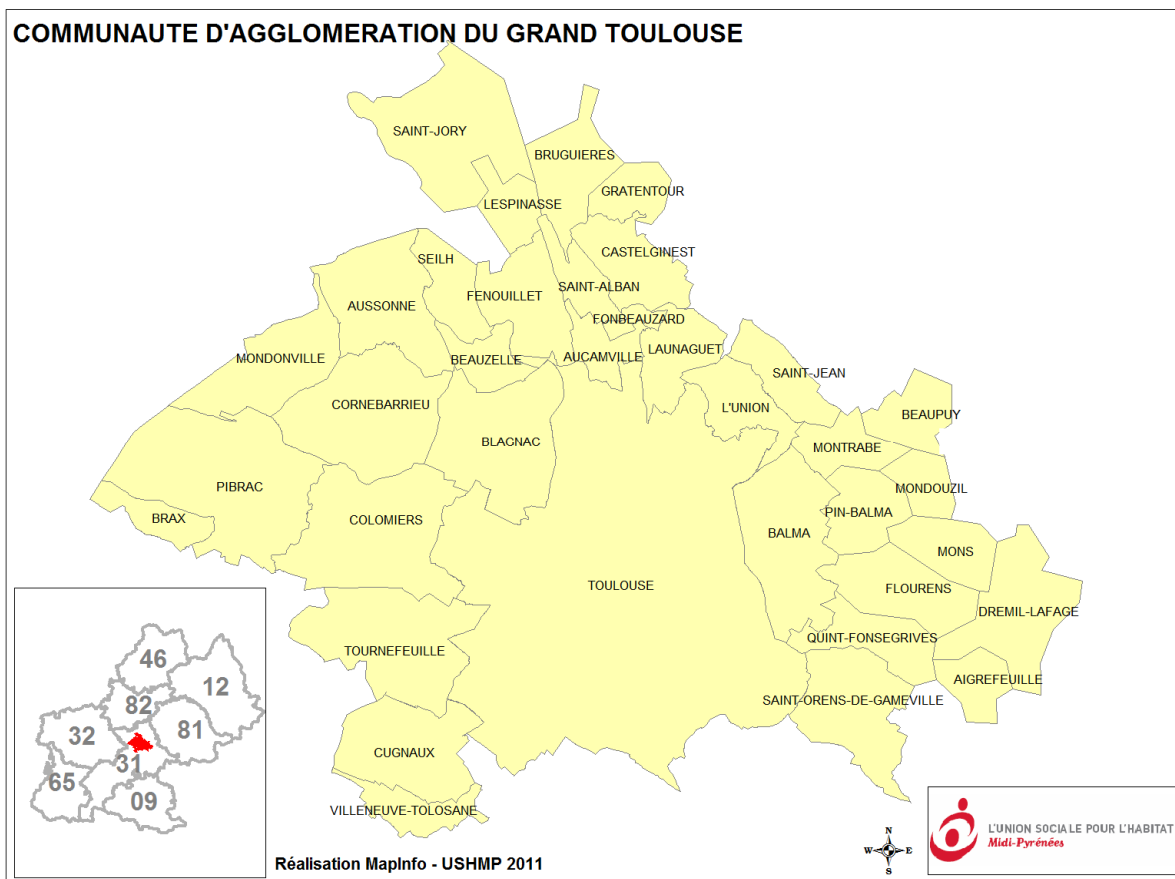 COMMUNAUTE D'AGGLOMERATION DU GRAND TOULOUSE
SAINT-JORY
BRUGUIERES
GRATENTOUR
LESPINASSE
CASTELGINEST
SEILH
SAINT-ALBAN
FENOUILLET
AUSSONNE
FONBEAUZARD
LAUNAGUET
MONDONVILLE
BEAUZELLE
AUCAMVILLE
SAINT-JEAN
CORNEBARRIEU
L'UNION
BEAUPUY
BLAGNAC
MONTRABE
PIBRAC
MONDOUZIL
BRAX
COLOMIERS
PIN-BALMA
BALMA
MONS
TOULOUSE
FLOURENS
DREMIL-LAFAGE
QUINT-FONSEGRIVES
TOURNEFEUILLE
AIGREFEUILLE
SAINT-ORENS-DE-GAMEVILLE
CUGNAUX
VILLENEUVE-TOLOSANE
46
12
82
81
32
31
65
09
Réalisation MapInfo - USHMP 2011
N
W E
S
L'UNION SOCIALE POUR L'HABITAT
Midi-Pyrénées